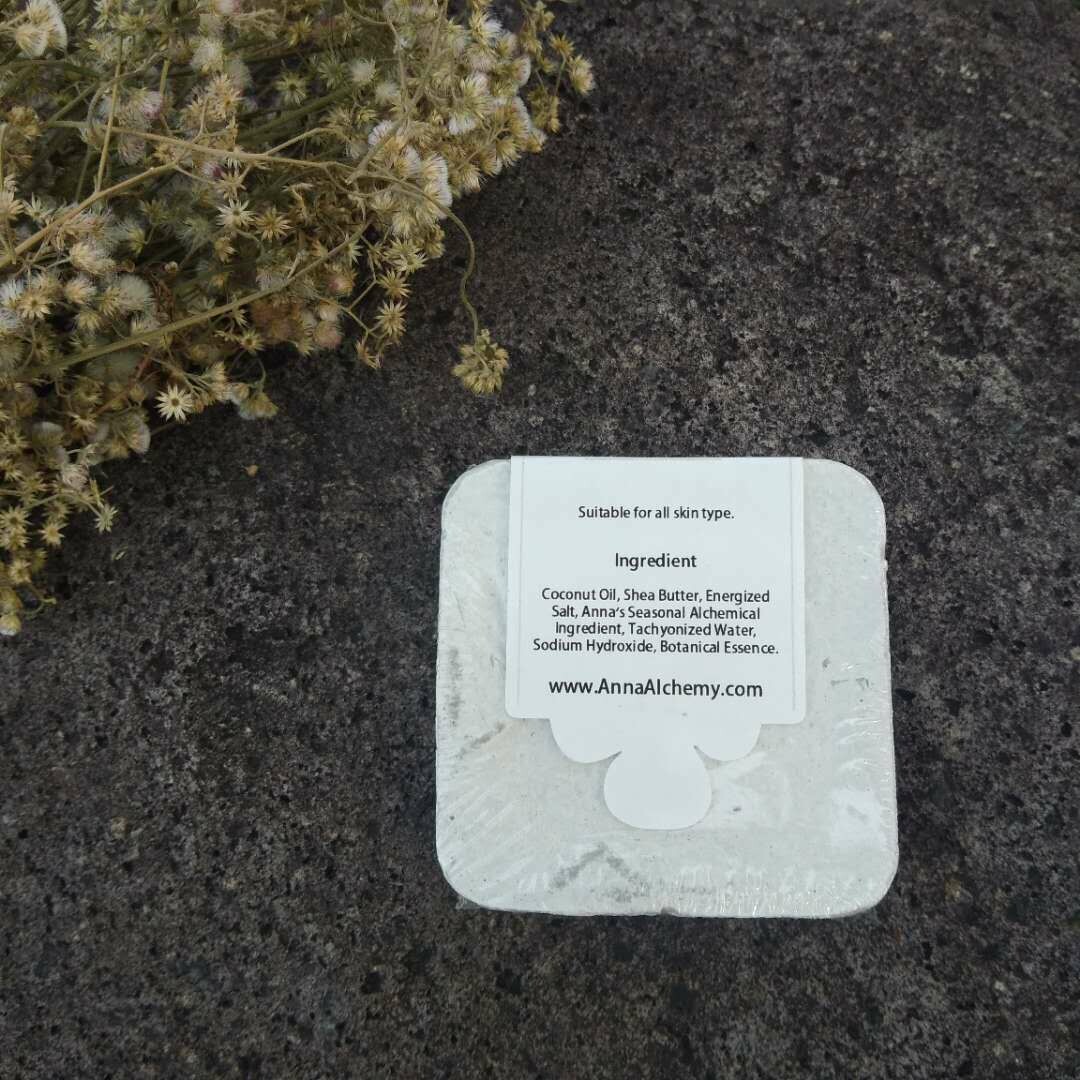 Suitable for all skin type.
Ingredient
Coconut Oil, Shea Butter, Energized
Salt, Anna's Seasonal Alchemical
Ingredient, Tachyonized Water,
Sodium Hydroxide, Botanical Essence.
www.AnnaAlchemy.com